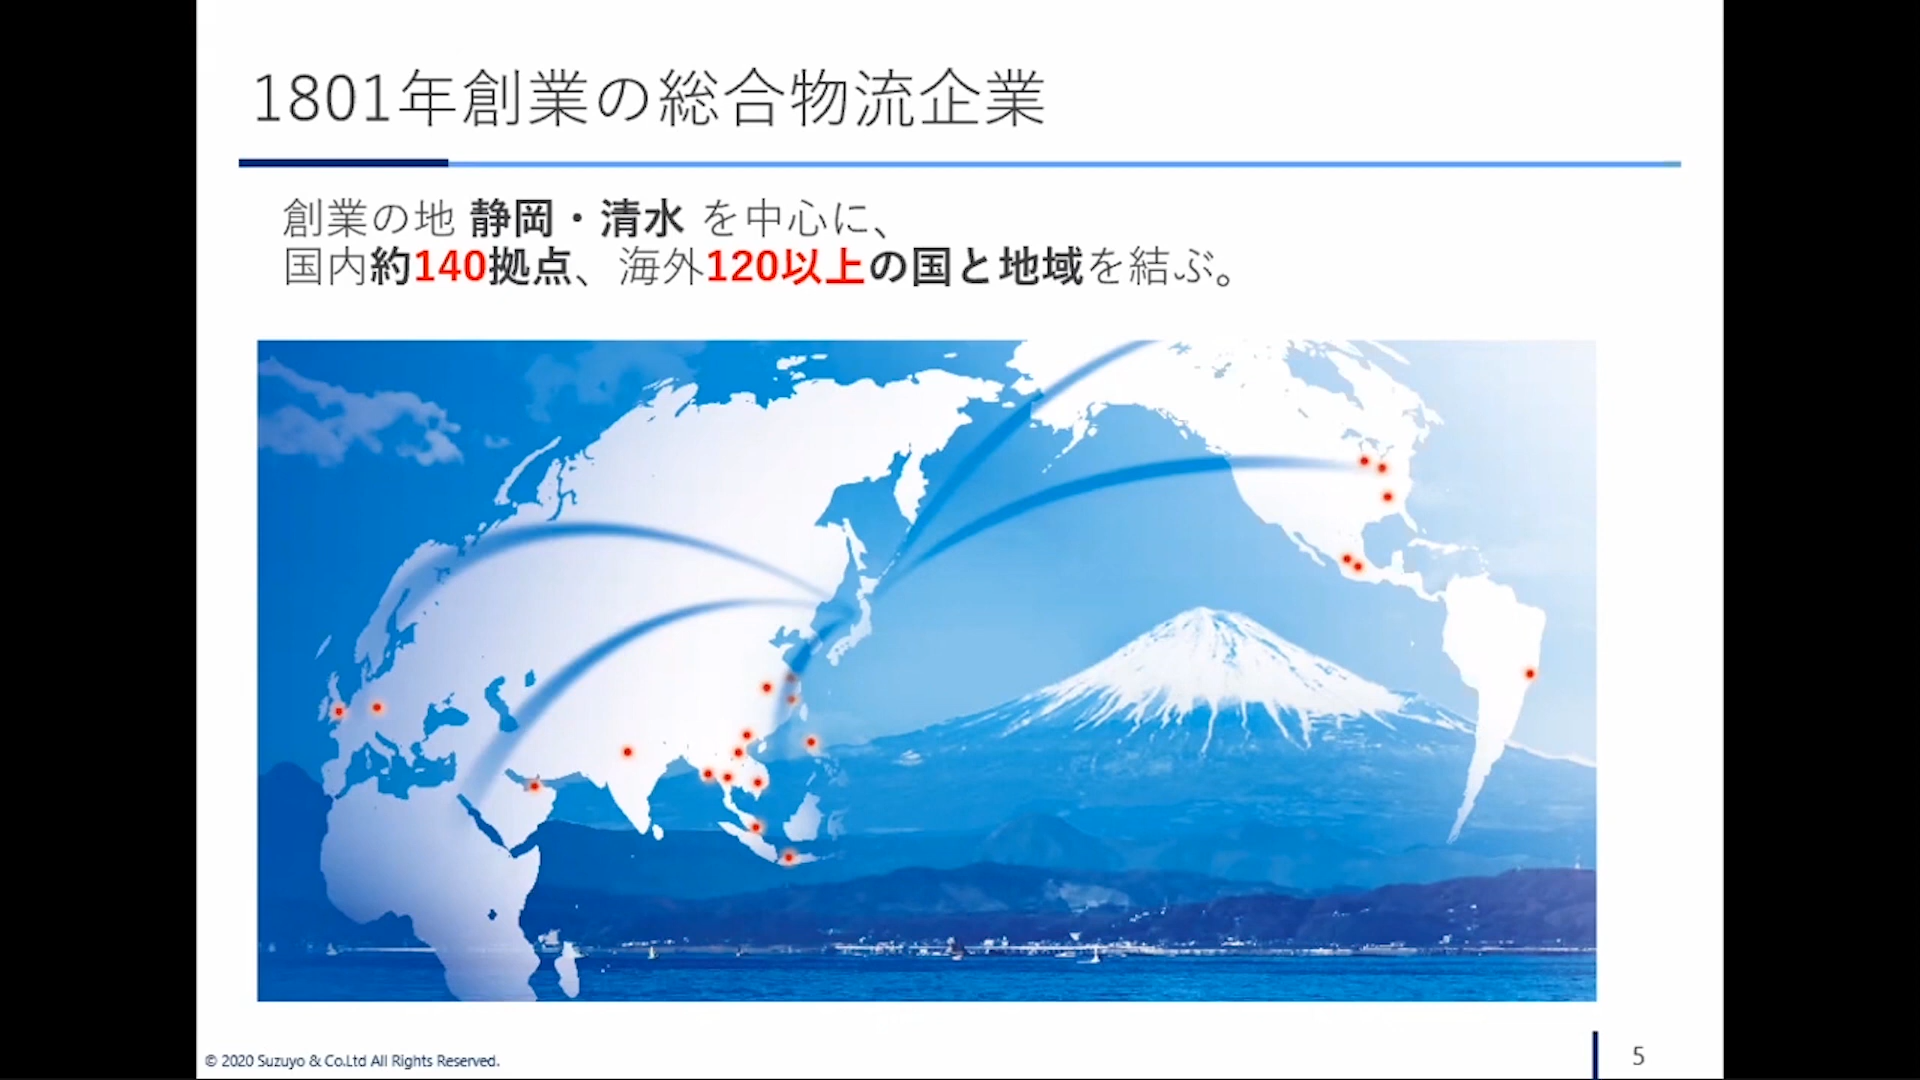 1801年創業の総合物流企業
創業の地 静岡・清水 を中心に、
国内約140拠点、海外120以上の国と地域を結ぶ。
© 2020 Suzuyo & Co.Ltd All Rights Reserved.
5